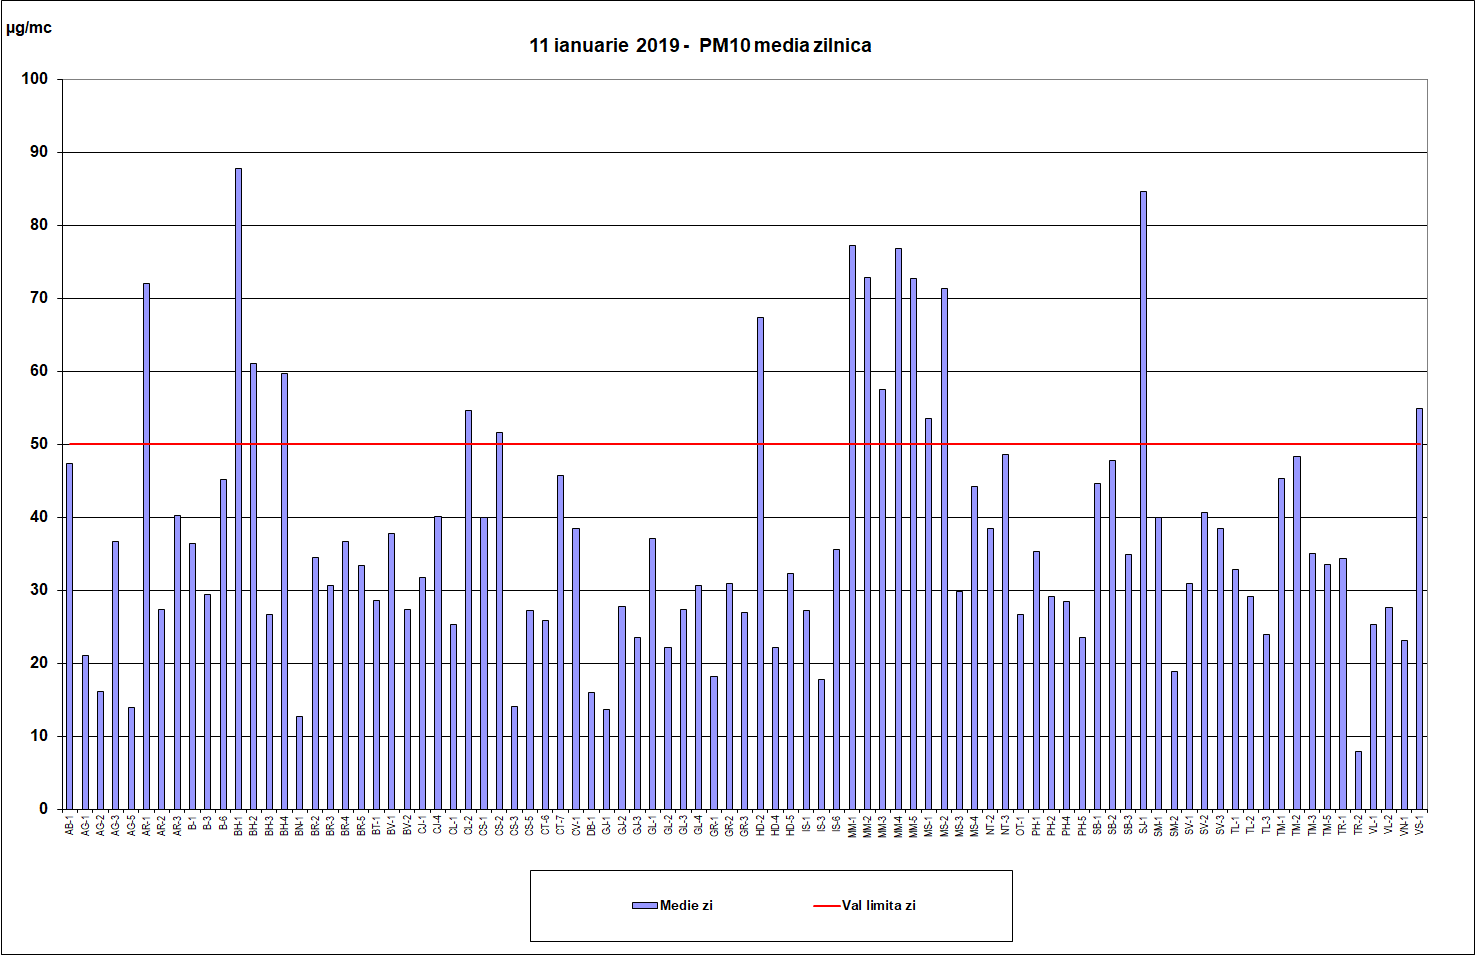 µg/mc
11 ianuarie 2019 - PM10 media zilnica
100
90
80
70
60
50
40
30
20
10
0
AB-1
AG-1
AG-2
AG-3
AG-5
AR-1
AR-2
AR-3
B-1
B-3
B-6
BH-1
BH-2
BH-3
BH-4
BN-1
BR-2
BR-3
BR-4
BR-5
BT-1
BV-1
BV-2
CJ-1
CJ-4
CL-1
CL-2
CS-1
CS-2
CS-3
CS-5
CT-6
CT-7
CV-1
DB-1
GJ-1
GJ-2
GJ-3
GL-1
GL-2
GL-3
GL-4
GR-1
GR-2
GR-3
HD-2
HD-4
HD-5
IS-1
IS-3
IS-6
MM-1
MM-2
MM-3
MM-4
MM-5
MS-1
MS-2
MS-3
MS-4
NT-2
NT-3
OT-1
PH-1
PH-2
PH-4
PH-5
SB-1
SB-2
SB-3
SJ-1
SM-1
SM-2
SV-1
SV-2
SV-3
TL-1
TL-2
TL-3
TM-1
TM-2
TM-3
TM-5
TR-1
TR-2
VL-1
VL-2
VN-1
VS-1
Medie zi
Val limita zi